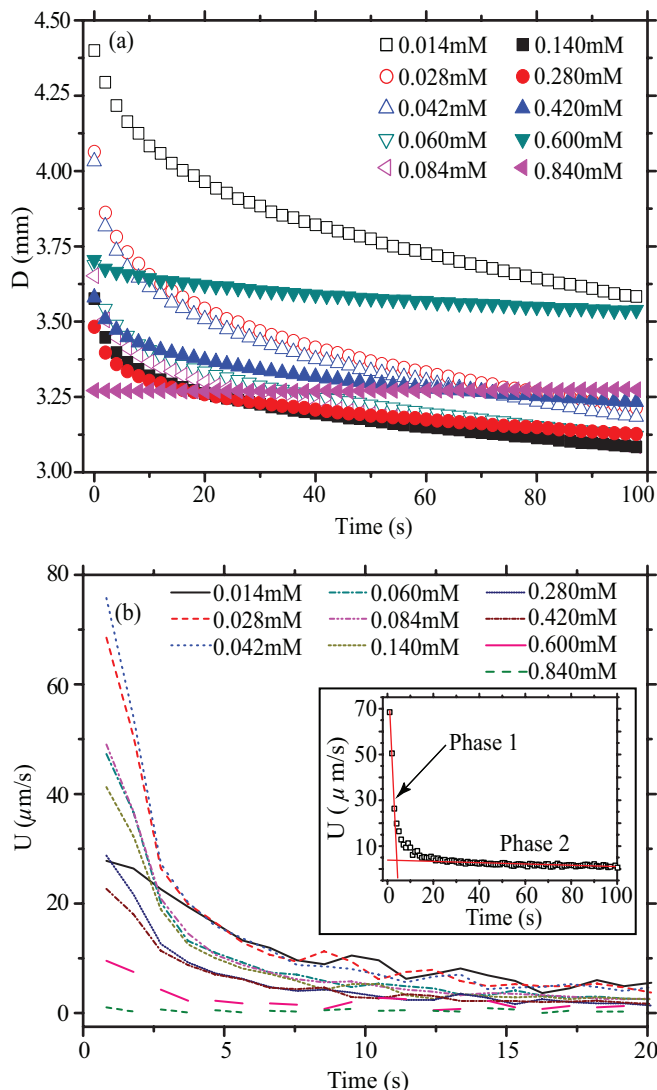 (a)
0.014mM 0.140mM
0.028mM 0.280mM
0.042mM 0.420mM
0.060mM 0.600mM
0.084mM 0.840mM
4.50
4.25
4.00
3.75
3.50
3.25
3.00
D (mm)
0 20 40 60 80 100
Time (s)
(b)
0.014mM 0.060mM 0.280mM
0.028mM 0.084mM 0.420mM
0.042mM 0.140mM 0.600mM
0.840mM
80
60
40
20
0
U (µm/s)
70
50
30
10
U (µ m/s)
Phase 1
Phase 2
0 20 40 60 80 100
Time (s)
0 5 10 15 20
Time (s)